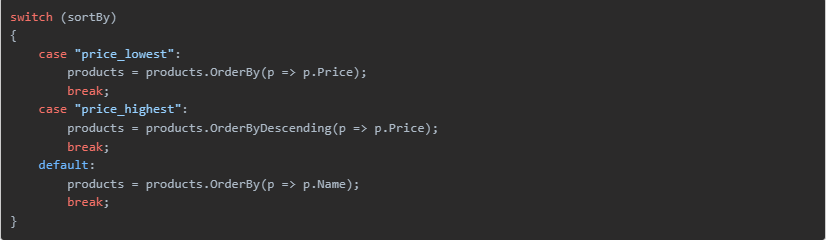 switch (sortBy)
{
    case "price_lowest":
        products = products.OrderBy(p => p.Price);
        break;
    case "price_highest":
        products = products.OrderByDescending(p => p.Price);
        break;
    default:
        products = products.OrderBy(p => p.Name);
        break;
}